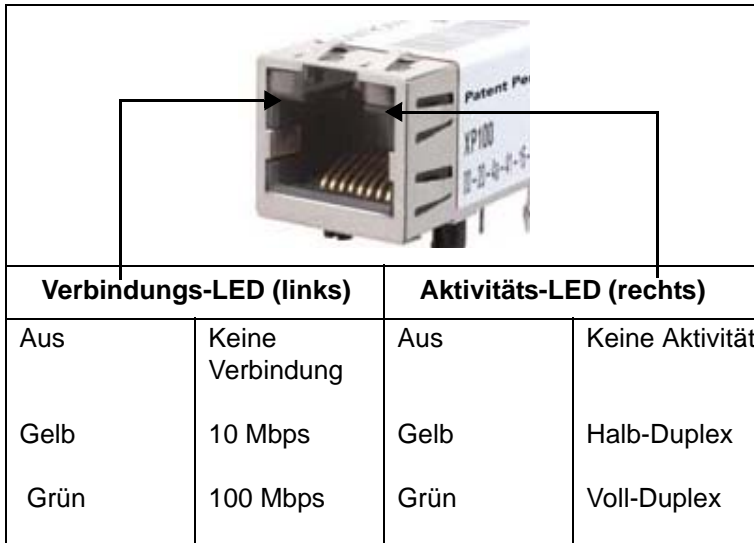 Patent
XP100
Verbindungs-LED (links) Aktivitäts-LED (rechts)
Aus Keine Verbindung Aus Keine Aktivität
Gelb 10 Mbps Gelb Halb-Duplex
Grün 100 Mbps Grün Voll-Duplex